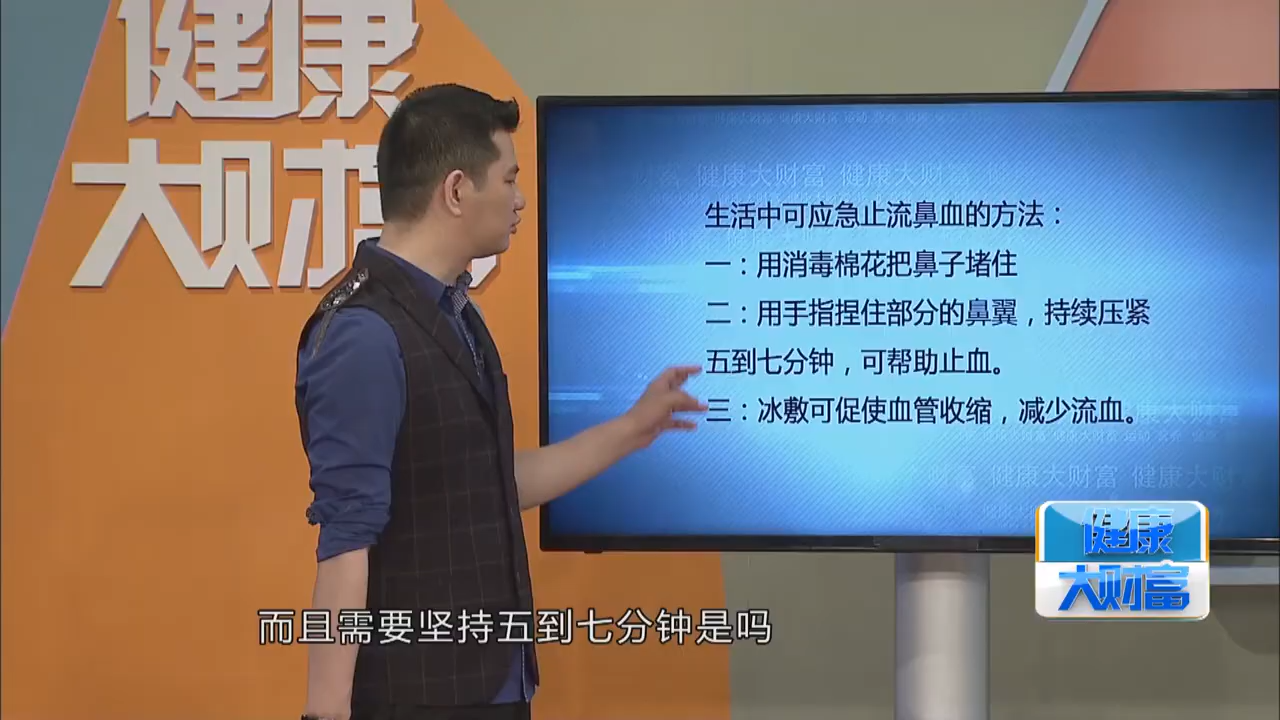 健康
大财富
健康大财富 健康大财富
生活中可应急止流鼻血的方法：
一：用消毒棉花把鼻子堵住
二：用手指捏住部分的鼻翼，持续压紧
五到七分钟，可帮助止血。
三：冰敷可促使血管收缩，减少流血。
健康大财富 健康大
健康
大财富
而且需要坚持五到七分钟是吗